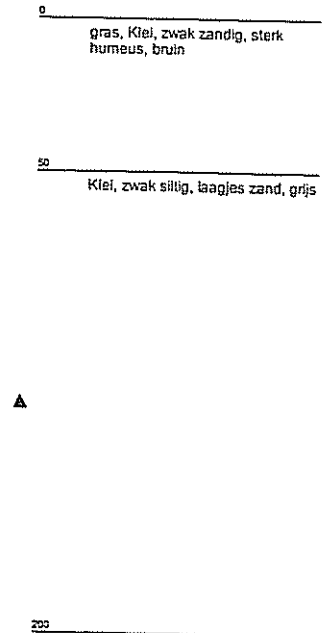 0
gras, Klei, zwak zandig, sterk
humeus, bruin
50
Klei, zwak siltig, laagjes zand, grijs
200